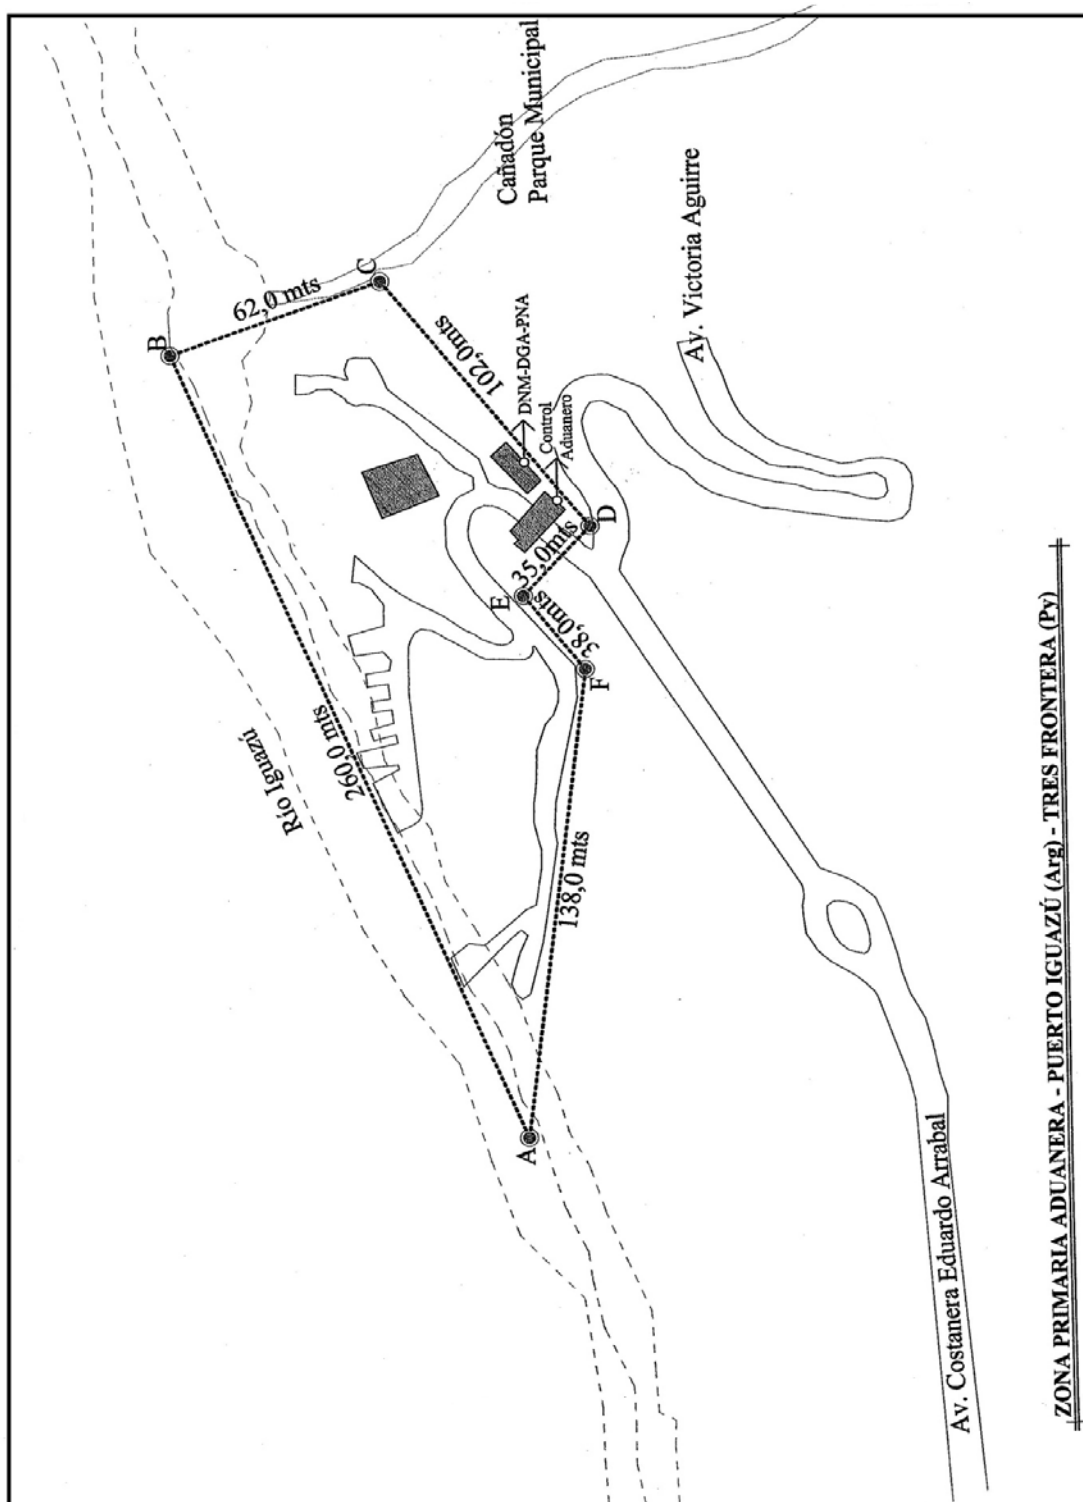 Río Iguazú
B
62,0 mts
C
Cañadón
Parque Municipal
260,0 mts
102,0mts
DNM-DGA-PNA
Control
Aduanero
Av. Victoria Aguirre
E
35,0mts
D
38,0mts
F
138,0 mts
A
Av. Costanera Eduardo Arrabal
ZONA PRIMARIA ADUANERA - PUERTO IGUAZÚ (Arg) - TRES FRONTERA (Py)